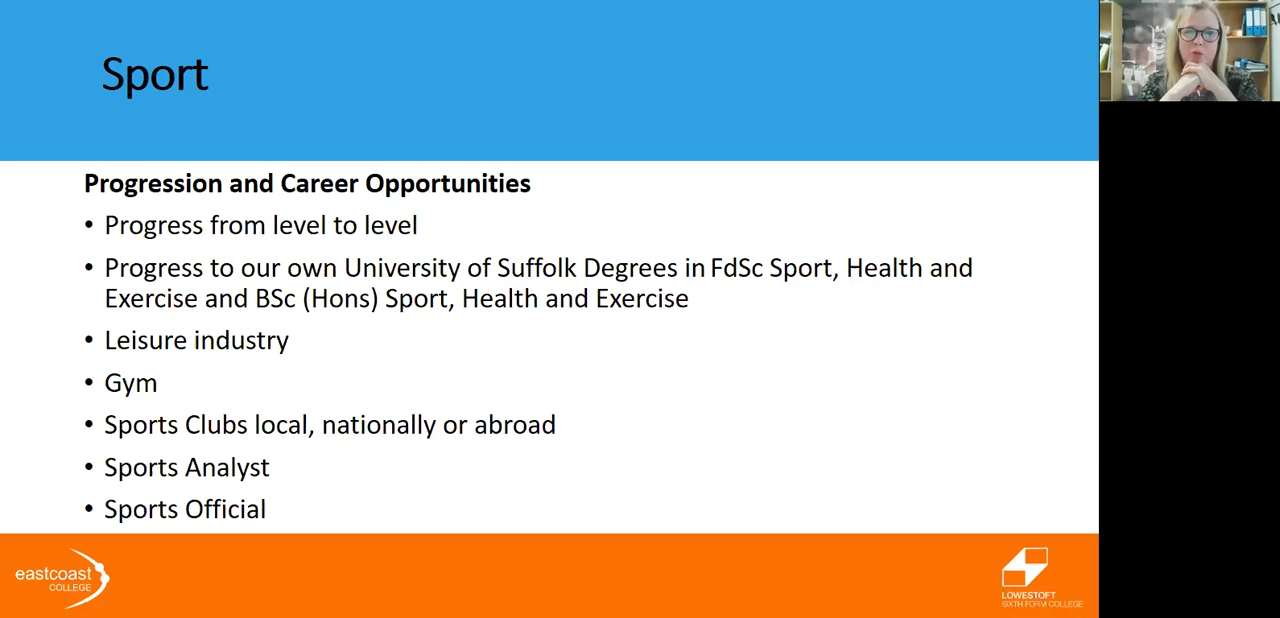 Sport
Progression and Career Opportunities
• Progress from level to level
• Progress to our own University of Suffolk Degrees in FdSc Sport, Health and
Exercise and BSc (Hons) Sport, Health and Exercise
• Leisure industry
• Gym
• Sports Clubs local, nationally or abroad
• Sports Analyst
• Sports Official
eastcoast
COLLEGE
LOWESTOFT
SIXTH FORM COLLEGE